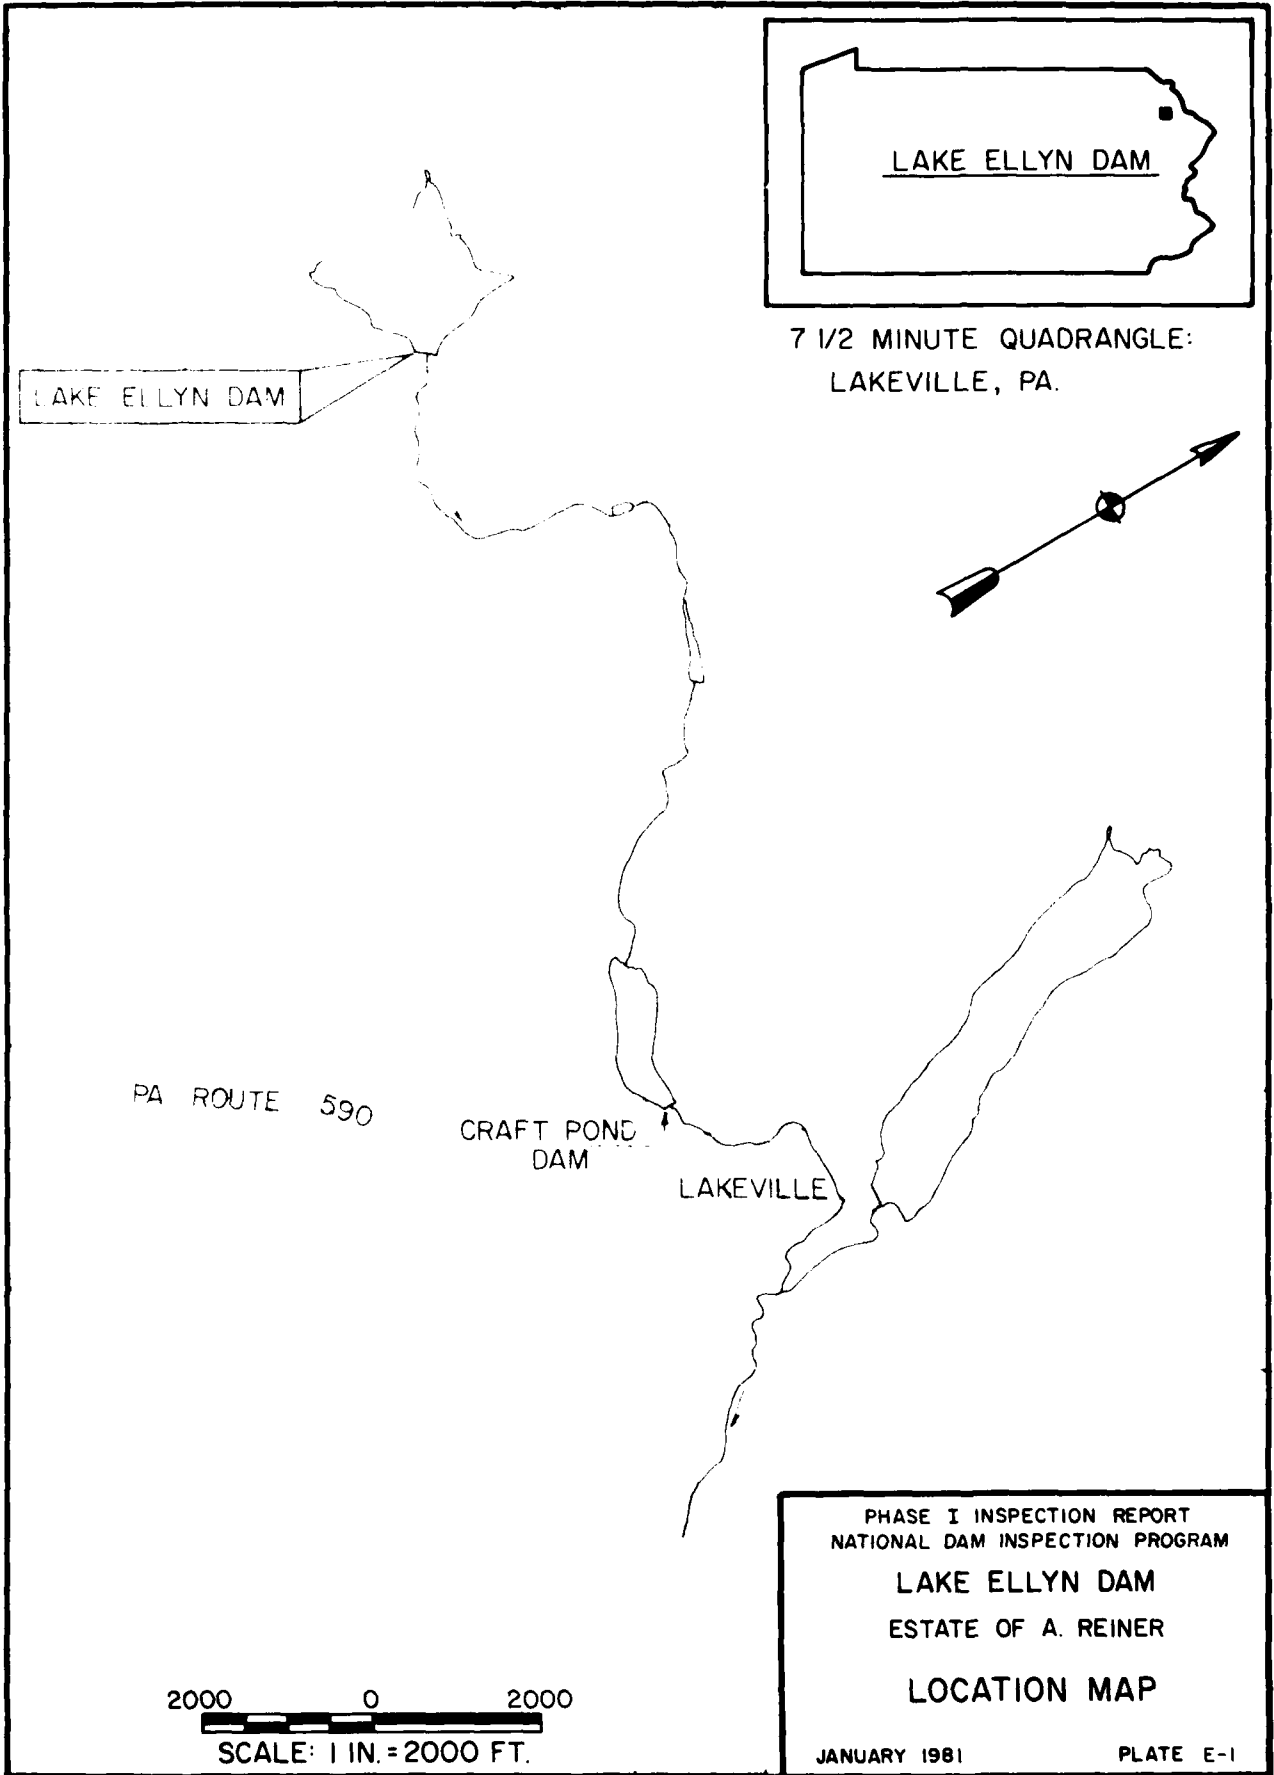 LAKE ELLYN DAM
7 1/2 MINUTE QUADRANGLE:
LAKEVILLE, PA.
LAKE ELLYN DAM
PA ROUTE 590
CRAFT POND
DAM
LAKEVILLE
PHASE I INSPECTION REPORT
NATIONAL DAM INSPECTION PROGRAM
LAKE ELLYN DAM
ESTATE OF A. REINER
LOCATION MAP
JANUARY 1981 PLATE E-1
2000 0 2000
SCALE: 1 IN. = 2000 FT.